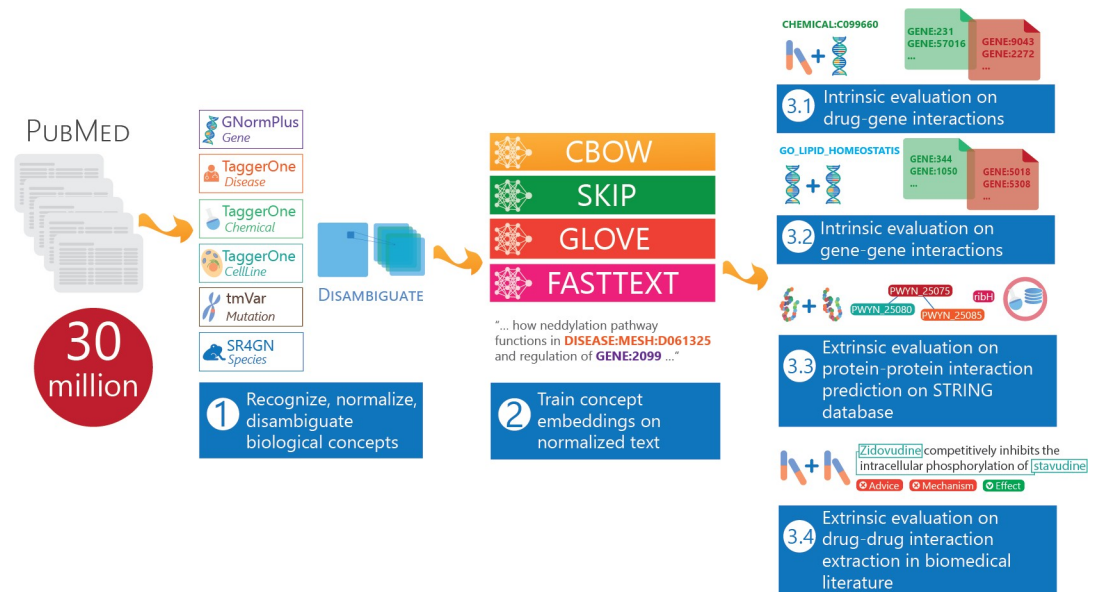 PUBMED
30
million
GNormPlus
Gene
TaggerOne
Disease
TaggerOne
Chemical
TaggerOne
CellLine
tmVar
Mutation
SR4GN
Species
DISAMBIGUATE
1
Recognize, normalize,
disambiguate
biological concepts
CBOW
SKIP
GLOVE
FASTTEXT
"... how neddylation pathway
functions in DISEASE:MESH:D061325
and regulation of GENE:2099 ..."
2
Train concept
embeddings on
normalized text
CHEMICAL:C099660
+
GENE:231
GENE:57016
...
GENE:9043
GENE:2272
...
3.1
Intrinsic evaluation on
drug-gene interactions
GO_LIPID_HOMEOSTATIS
+
GENE:344
GENE:1050
...
GENE:5018
GENE:5308
...
3.2
Intrinsic evaluation on
gene-gene interactions
+
PWYN_25075
PWYN_25080
PWYN_25085
ribH
3.3
Extrinsic evaluation on
protein-protein interaction
prediction on STRING
database
+
Zidovudine competitively inhibits the
intracellular phosphorylation of stavudine
Advice Mechanism Effect
3.4
Extrinsic evaluation on
drug-drug interaction
extraction in biomedical
literature